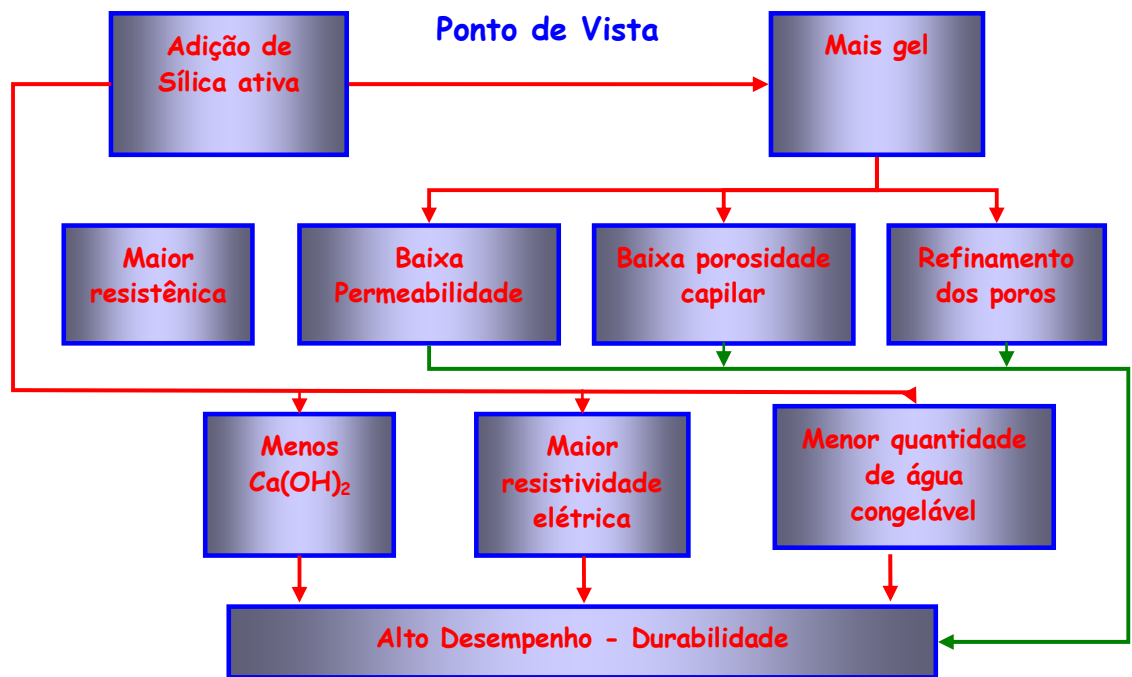 Ponto de Vista
Adição de
Sílica ativa
Mais gel
Maior
resistênica
Baixa
Permeabilidade
Baixa porosidade
capilar
Refinamento
dos poros
Menos
Ca(OH)₂
Maior
resistividade
elétrica
Menor quantidade
de água
congelável
Alto Desempenho - Durabilidade